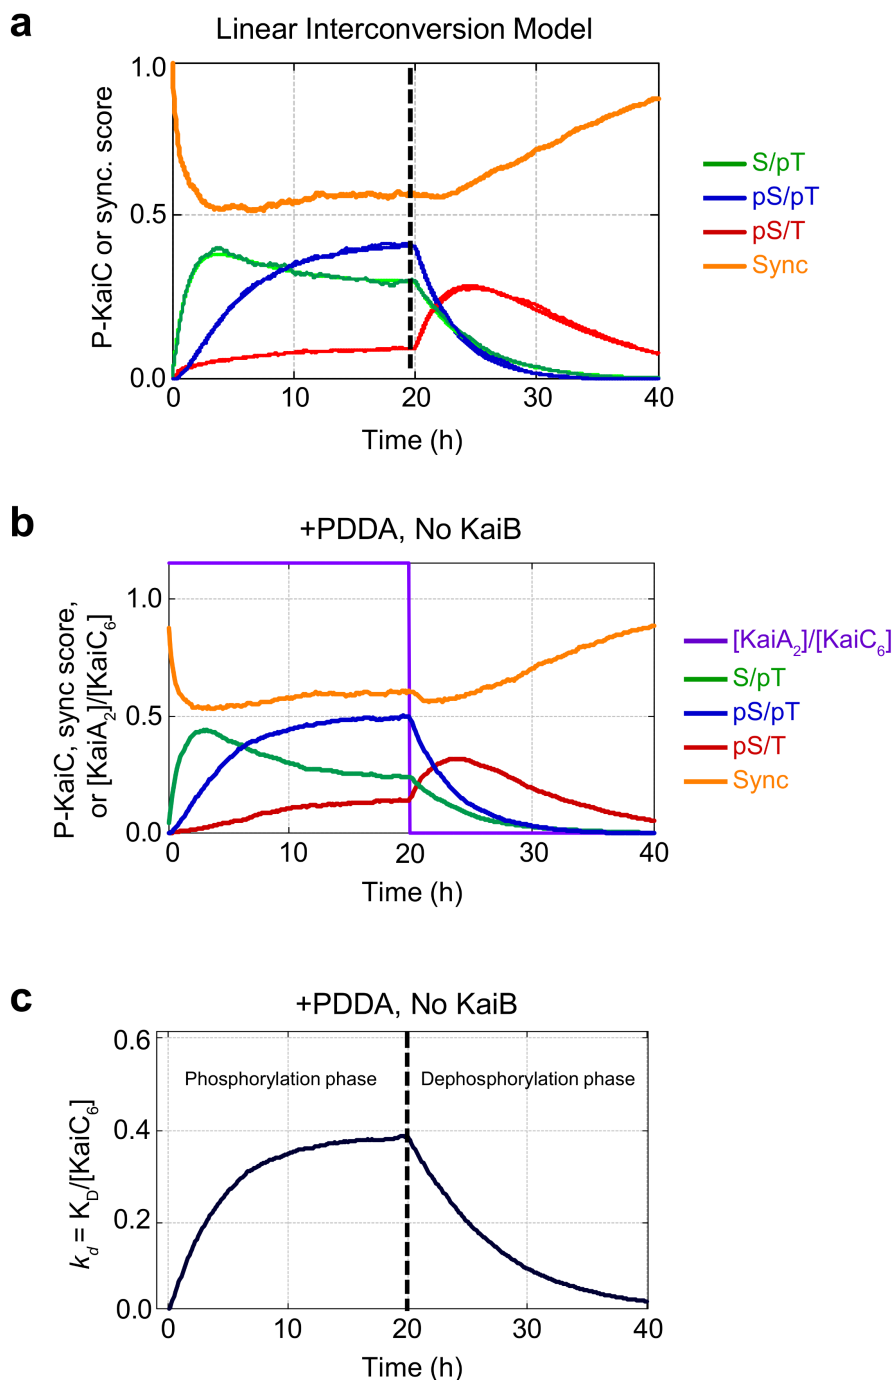 a
Linear Interconversion Model
P-KaiC or sync. score
1.0
0.5
0.0
0
10
20
30
40
Time (h)
S/pT
pS/pT
pS/T
Sync
b
+PDDA, No KaiB
P-KaiC, sync score,
or [KaiA2]/[KaiC6]
1.0
0.5
0.0
0
10
20
30
40
Time (h)
[KaiA2]/[KaiC6]
S/pT
pS/pT
pS/T
Sync
c
+PDDA, No KaiB
kd = KD/[KaiC6]
0.6
0.4
0.2
0.0
Phosphorylation phase
Dephosphorylation phase
0
10
20
30
40
Time (h)